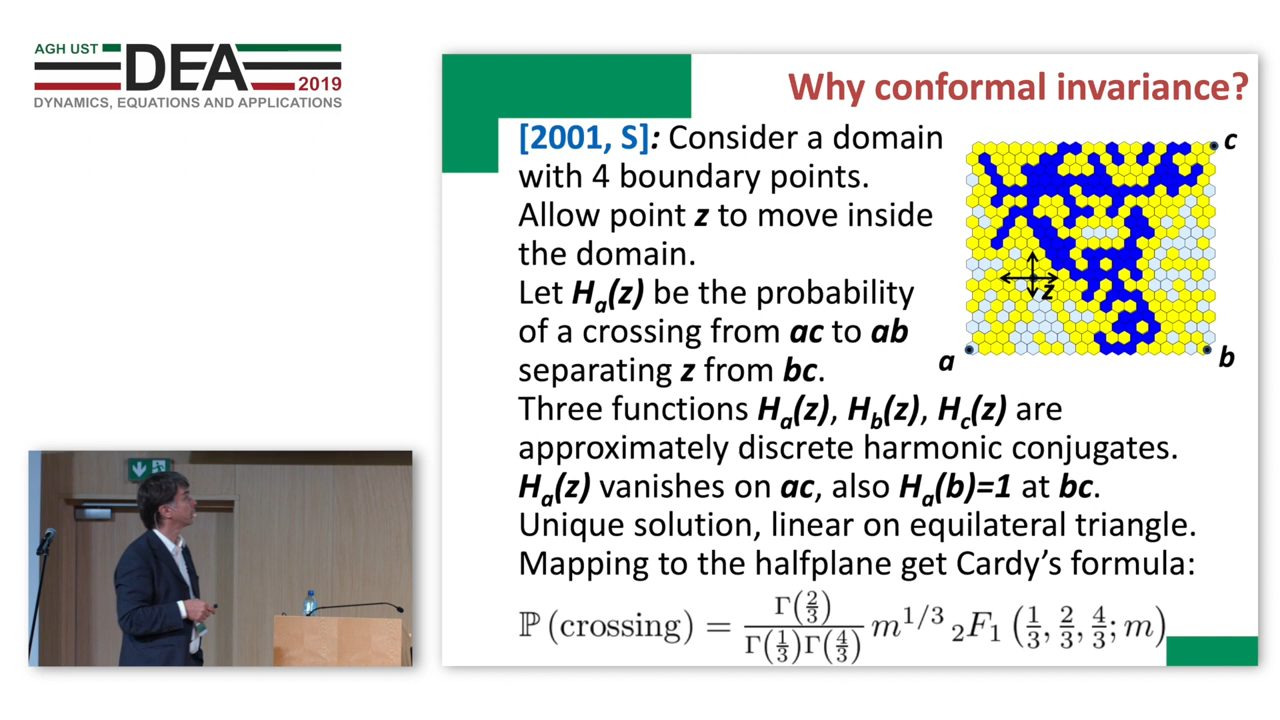 AGH UST
DEA
2019
DYNAMICS, EQUATIONS AND APPLICATIONS
Why conformal invariance?
[2001, S]: Consider a domain
with 4 boundary points.
Allow point z to move inside
the domain.
Let Hₐ(z) be the probability
of a crossing from ac to ab
separating z from bc.
Three functions Hₐ(z), H_b(z), H_c(z) are
approximately discrete harmonic conjugates.
Hₐ(z) vanishes on ac, also Hₐ(b)=1 at bc.
Unique solution, linear on equilateral triangle.
Mapping to the halfplane get Cardy's formula:
ℙ (crossing) = Γ(2/3) / Γ(1/3)Γ(4/3) m^{1/3} ₂F₁ (1/3, 2/3, 4/3; m)
c
z
a
b